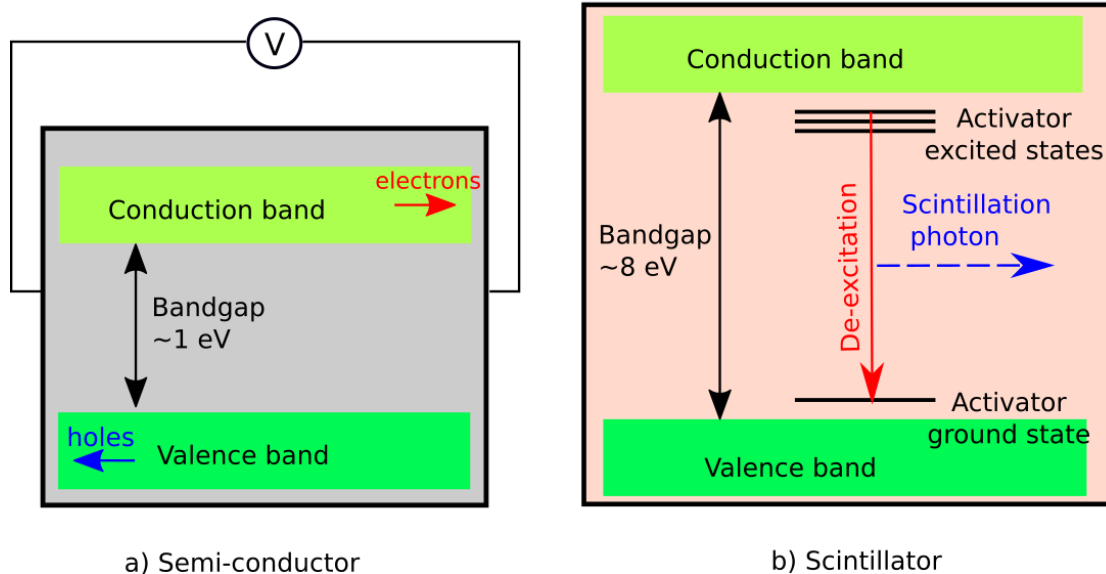 V
electrons
Conduction band
Bandgap
~1 eV
holes
Valence band
a) Semi-conductor
Conduction band
Activator
excited states
Scintillation
photon
Bandgap
~8 eV
De-excitation
Activator
ground state
Valence band
b) Scintillator